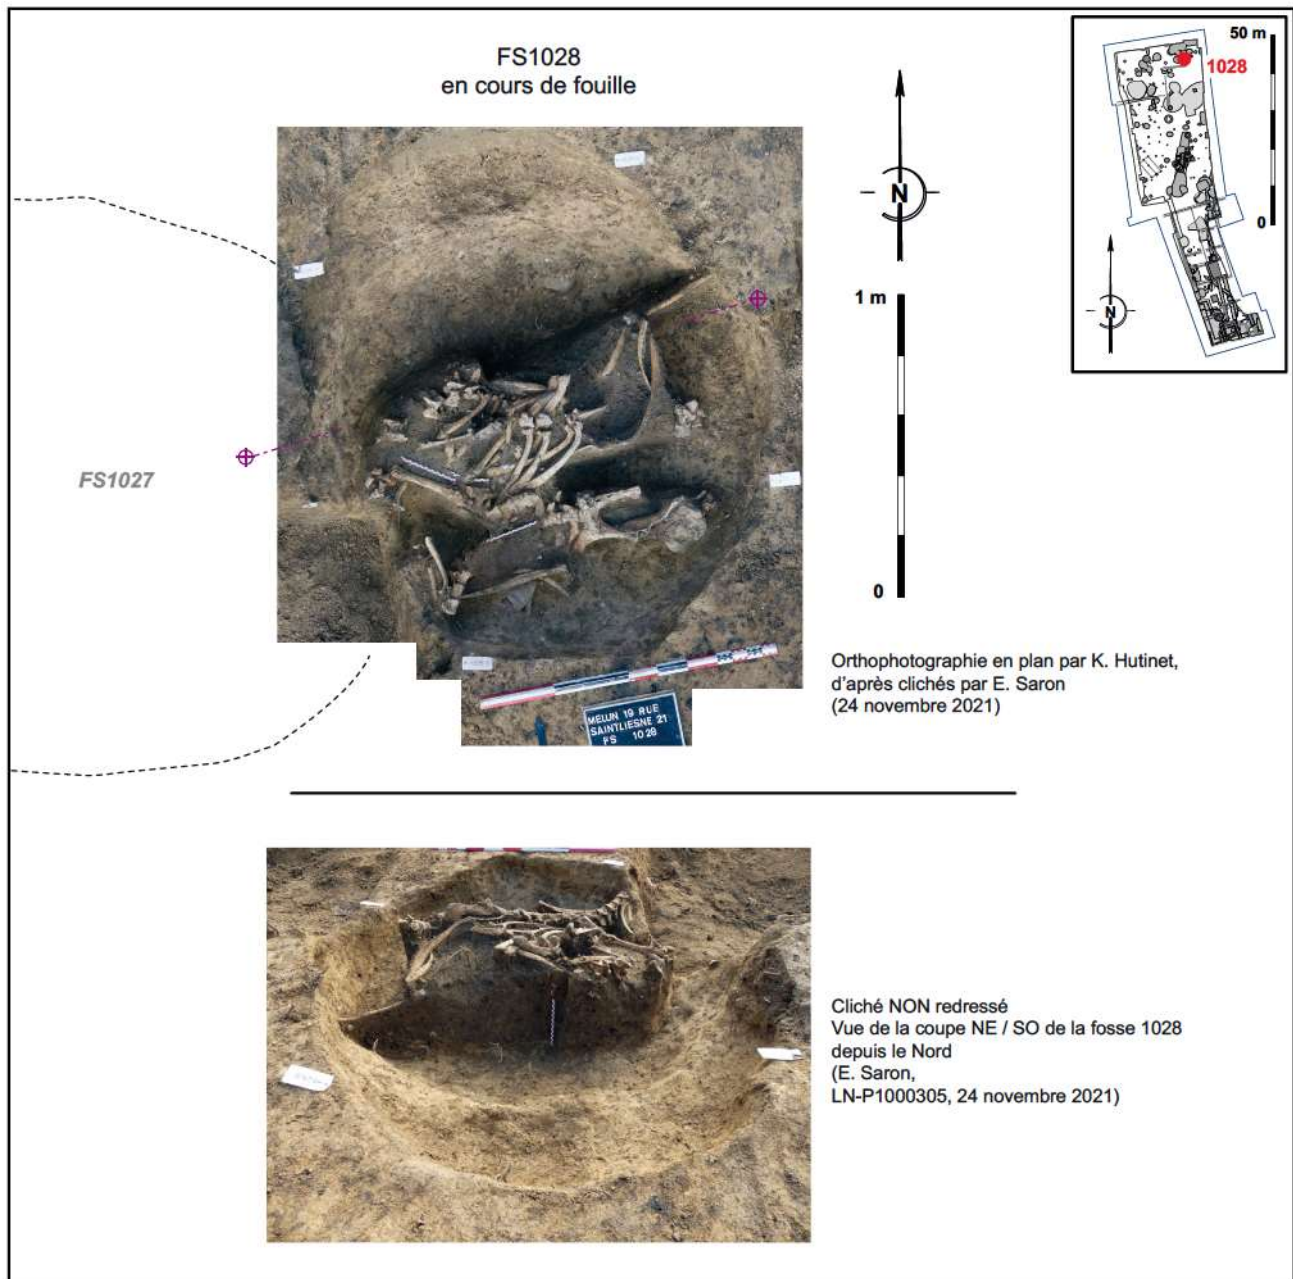 FS1028
en cours de fouille
50 m
1028
0
N
N
1 m
0
FS1027
Orthophotographie en plan par K. Hutinet,
d'après clichés par E. Saron
(24 novembre 2021)
MELUN 19 RUE
SAINT LIESNE 21
FS 1028
Cliché NON redressé
Vue de la coupe NE / SO de la fosse 1028
depuis le Nord
(E. Saron,
LN-P1000305, 24 novembre 2021)